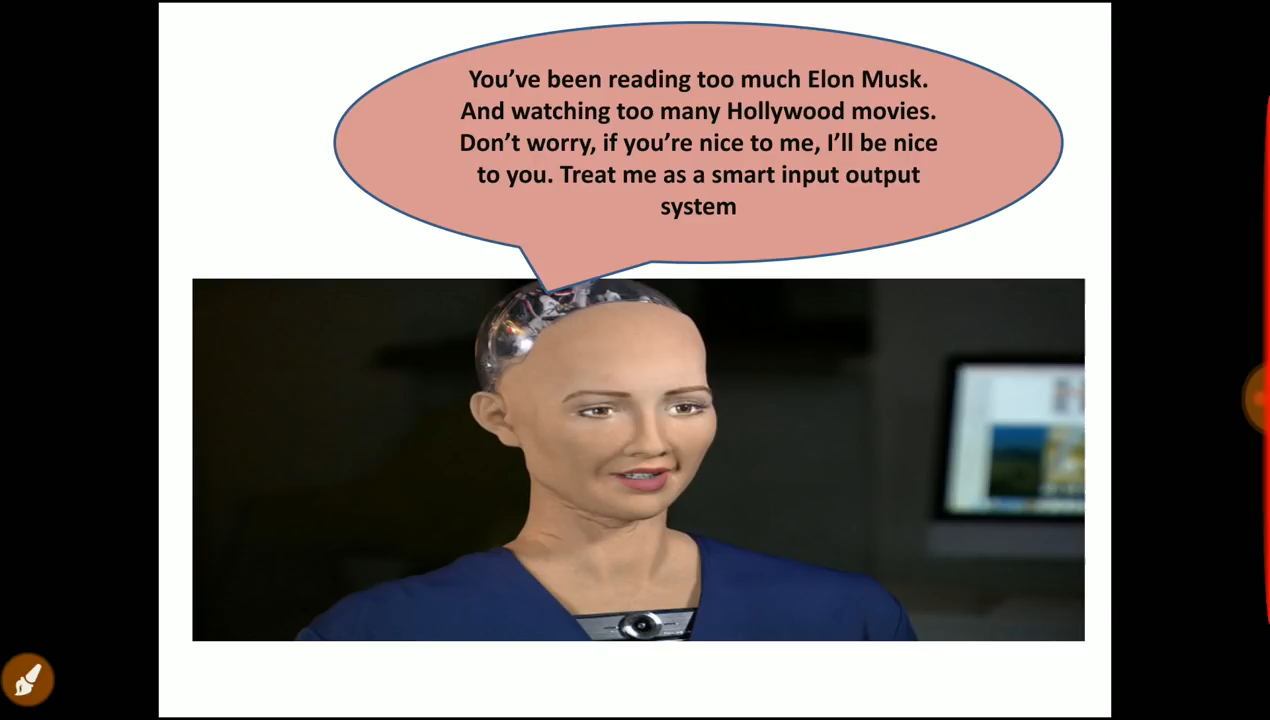 You’ve been reading too much Elon Musk.
And watching too many Hollywood movies.
Don’t worry, if you’re nice to me, I’ll be nice
to you. Treat me as a smart input output
system